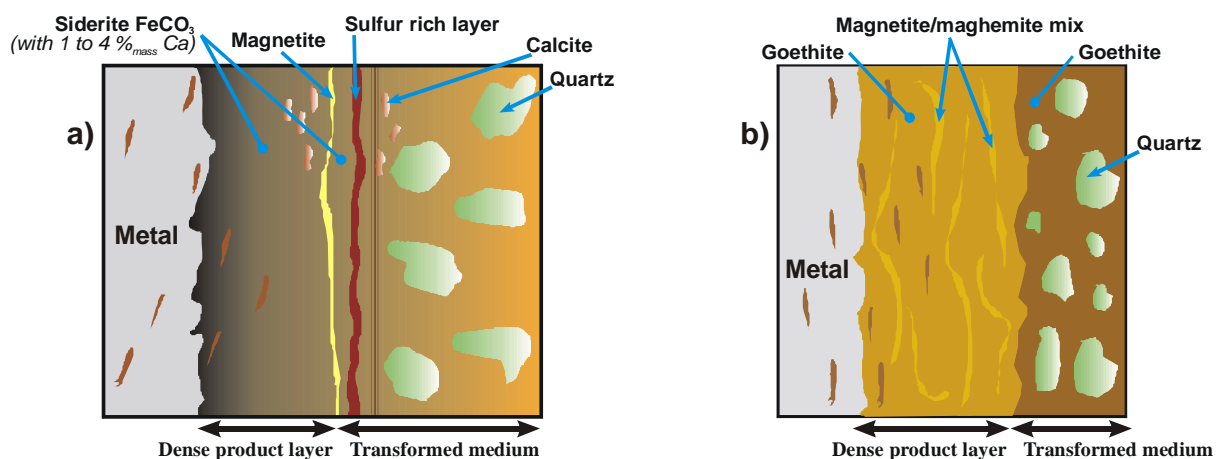 a)
Siderite FeCO₃
(with 1 to 4 %mass Ca)
Magnetite
Sulfur rich layer
Calcite
Quartz
Metal
Dense product layer
Transformed medium
b)
Magnetite/maghemite mix
Goethite
Goethite
Quartz
Metal
Dense product layer
Transformed medium